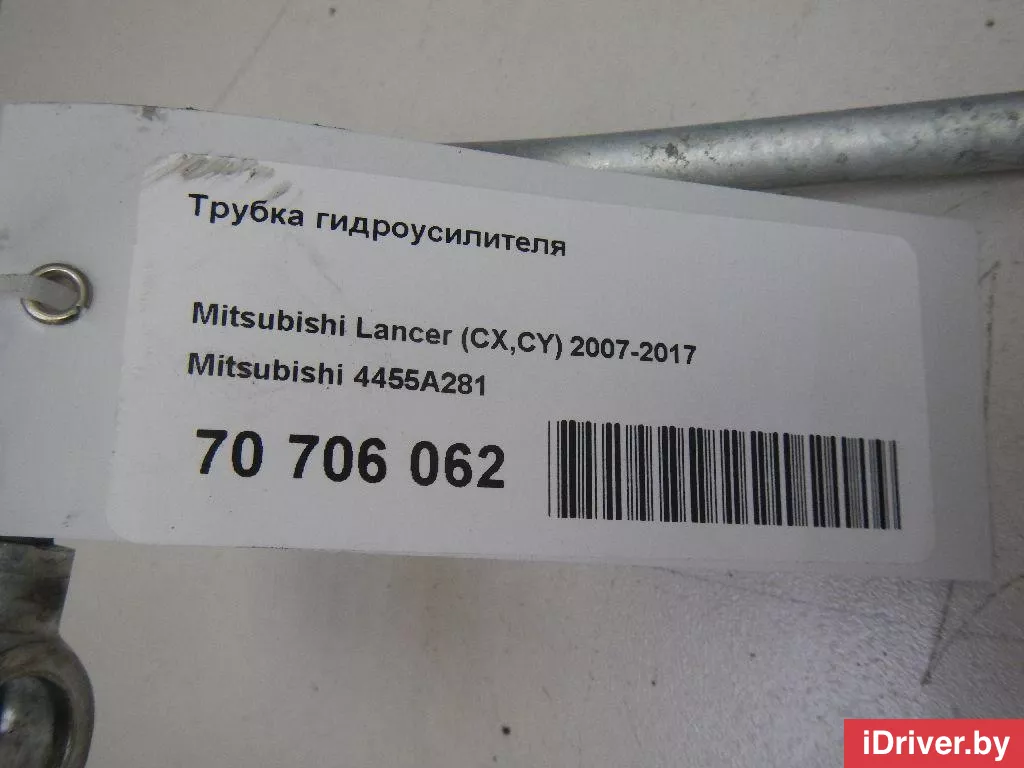 Трубка гидроусилителя
Mitsubishi Lancer (CX,CY) 2007-2017
Mitsubishi 4455A281
70 706 062
iDriver.by